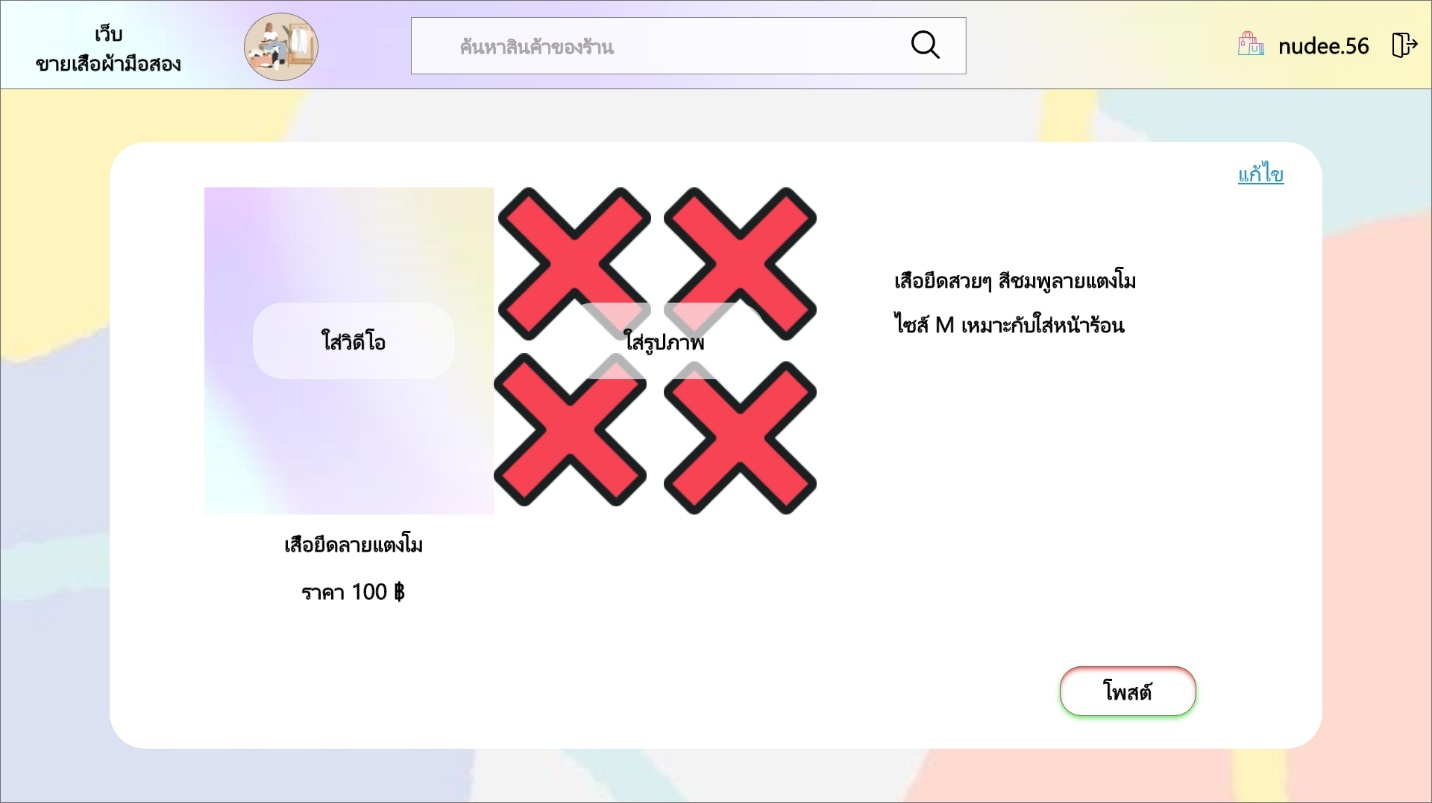 เว็บ
ขายเสือผ้ามือสอง
ค้นหาสินค้าของร้าน
nudee.56
แก้ไข
ใส่วิดีโอ
ใส่รูปภาพ
เสือยืดสวยๆ สีชมพูลายแตงโม
ไซส์ M เหมาะกับใส่หน้าร้อน
เสือยืดลายแตงโม
ราคา 100 ฿
โพสต์